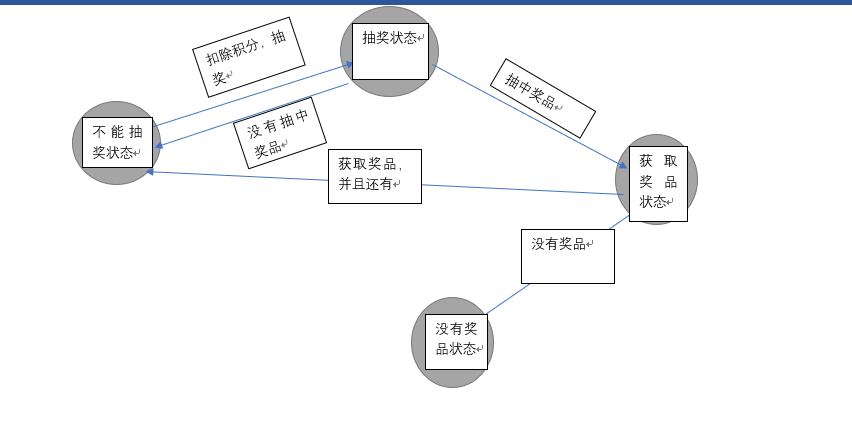 抽奖状态
扣除积分，抽
奖
抽中奖品
没有抽中
奖品
不能抽
奖状态
获取奖品，
并且还有
获取
奖品
状态
没有奖品
没有奖
品状态